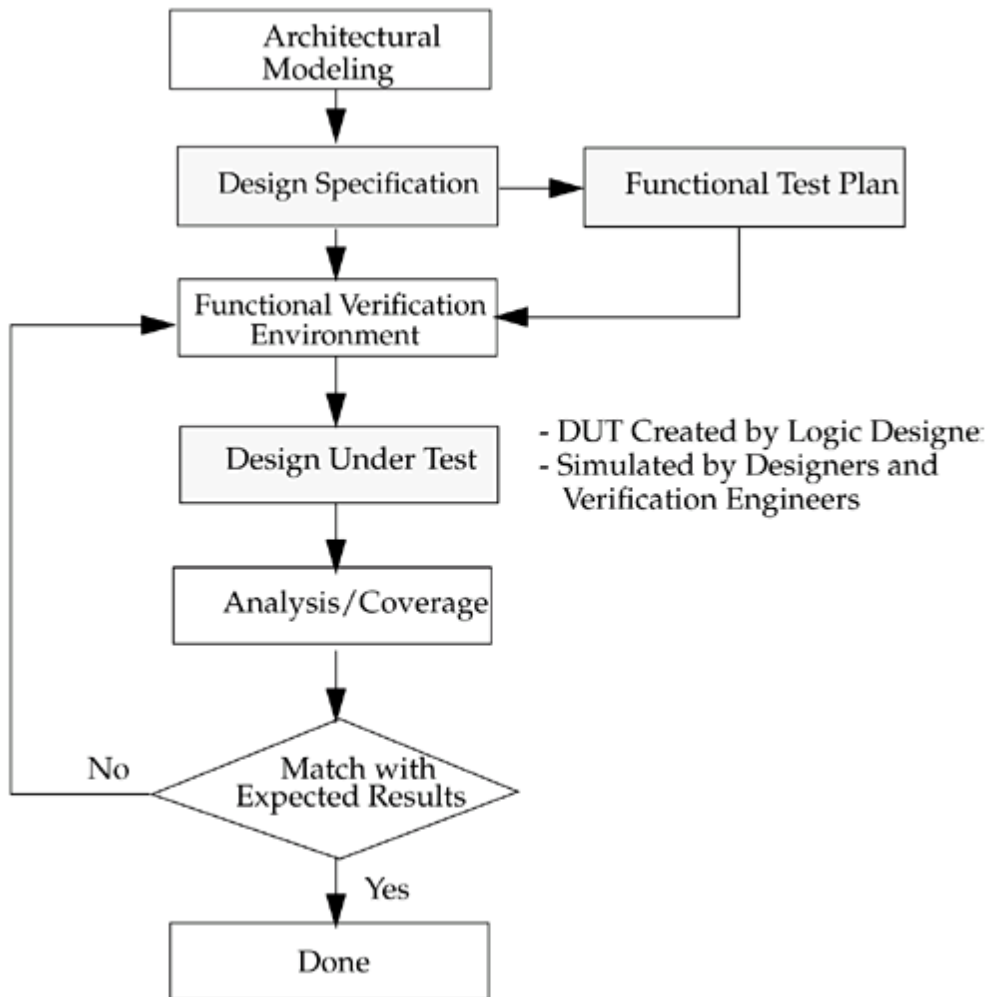 Architectural
Modeling
Design Specification
Functional Test Plan
Functional Verification
Environment
Design Under Test
- DUT Created by Logic
- Simulated by Designers and
Verification Engineers
Analysis/Coverage
No
Match with
Expected Results
Yes
Done